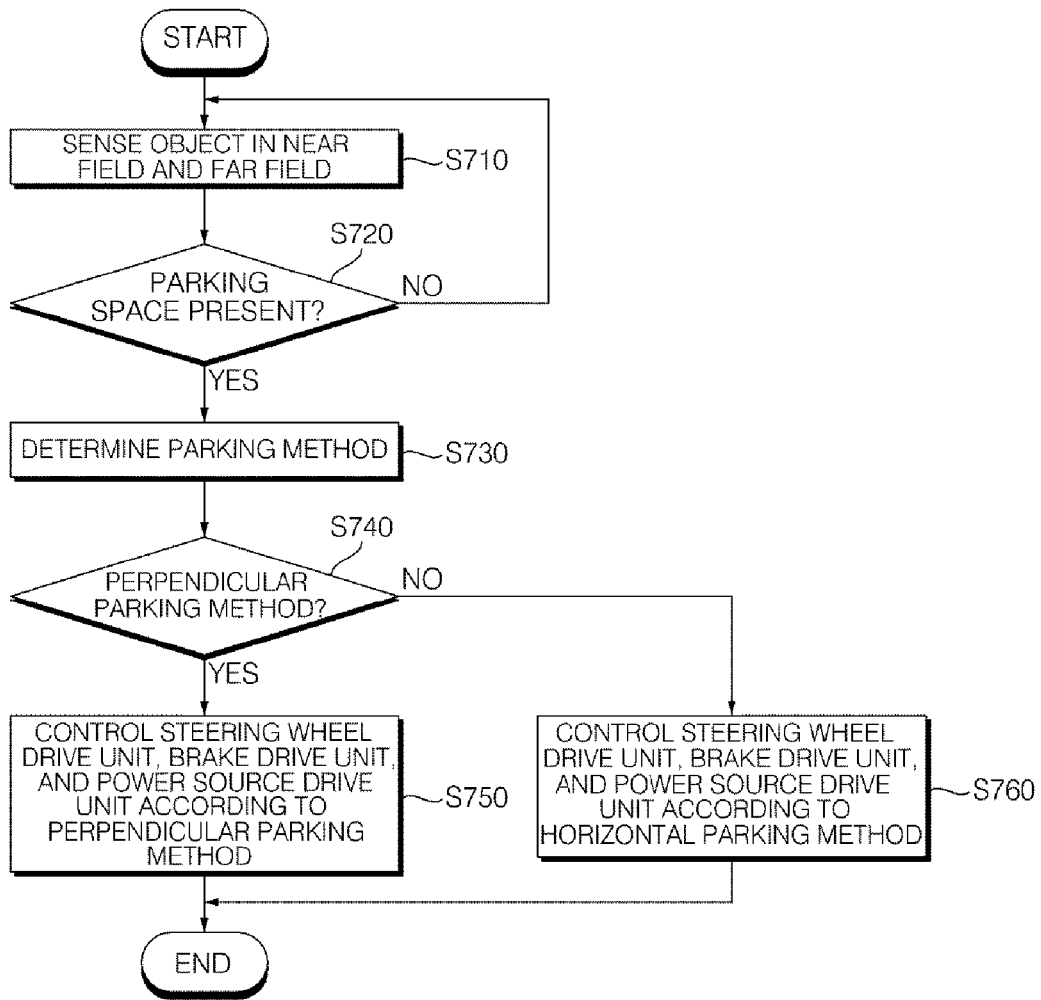 START
SENSE OBJECT IN NEAR
FIELD AND FAR FIELD
S710
S720
PARKING
SPACE PRESENT?
NO
YES
DETERMINE PARKING METHOD
S730
S740
PERPENDICULAR
PARKING METHOD?
NO
YES
CONTROL STEERING WHEEL
DRIVE UNIT, BRAKE DRIVE UNIT,
AND POWER SOURCE DRIVE
UNIT ACCORDING TO
PERPENDICULAR PARKING
METHOD
S750
CONTROL STEERING WHEEL
DRIVE UNIT, BRAKE DRIVE UNIT,
AND POWER SOURCE DRIVE
UNIT ACCORDING TO
HORIZONTAL PARKING METHOD
S760
END